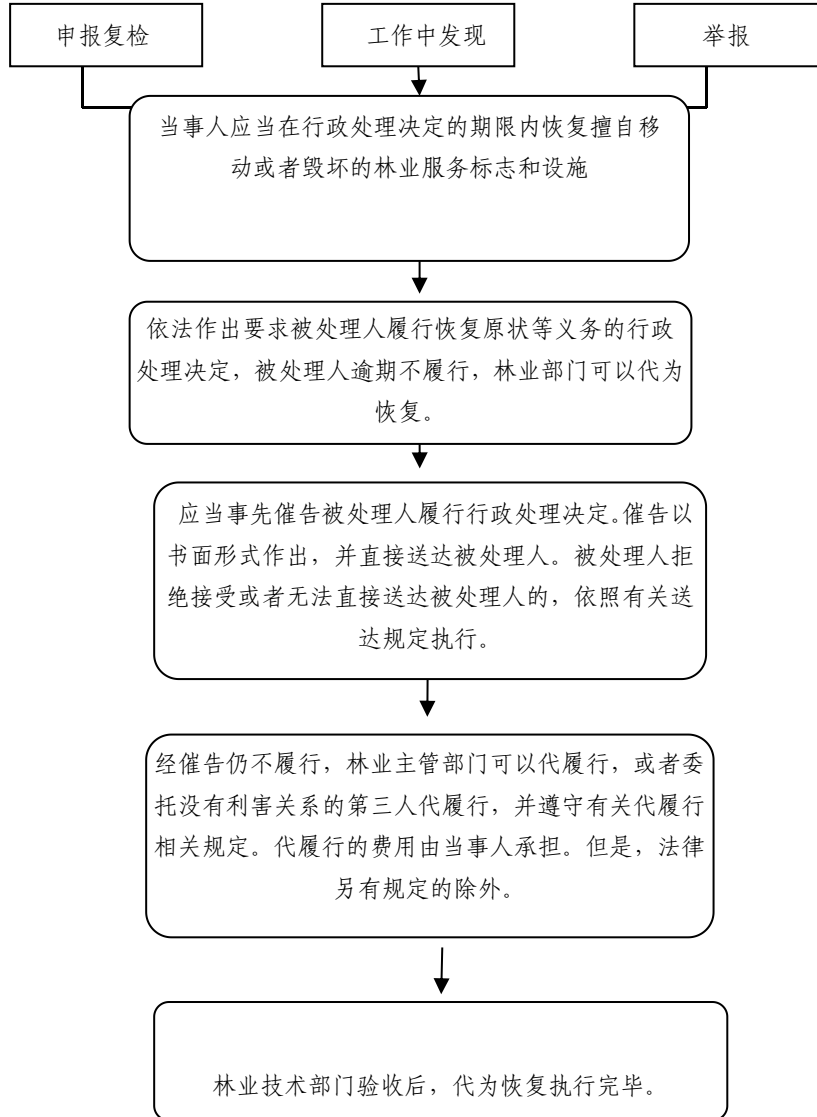 申报复检
工作中发现
举报
当事人应当在行政处理决定的期限内恢复擅自移
动或者毁坏的林业服务标志和设施
依法作出要求被处理人履行恢复原状等义务的行政
处理决定，被处理人逾期不履行，林业部门可以代为
恢复。
应当事先催告被处理人履行行政处理决定。催告以
书面形式作出，并直接送达被处理人。被处理人拒
绝接受或者无法直接送达被处理人的，依照有关送
达规定执行。
经催告仍不履行，林业主管部门可以代履行，或者委
托没有利害关系的第三人代履行，并遵守有关代履行
相关规定。代履行的费用由当事人承担。但是，法律
另有规定的除外。
林业技术部门验收后，代为恢复执行完毕。